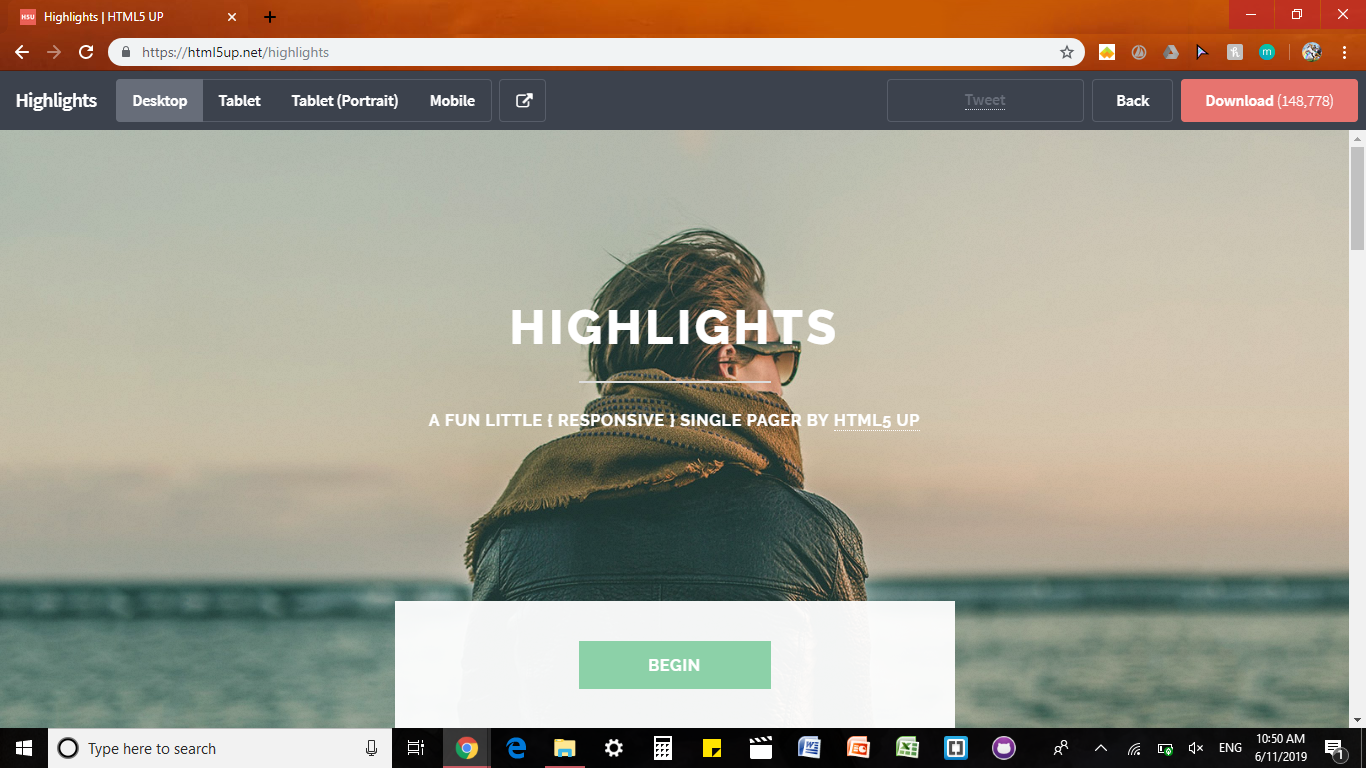 HSU Highlights | HTML5 UP
https://html5up.net/highlights
m
Highlights Desktop Tablet Tablet (Portrait) Mobile Tweet Back Download (148,778)
HIGHLIGHTS
A FUN LITTLE { RESPONSIVE } SINGLE PAGER BY HTML5 UP
BEGIN
Type here to search
ENG
10:50 AM
6/11/2019
1